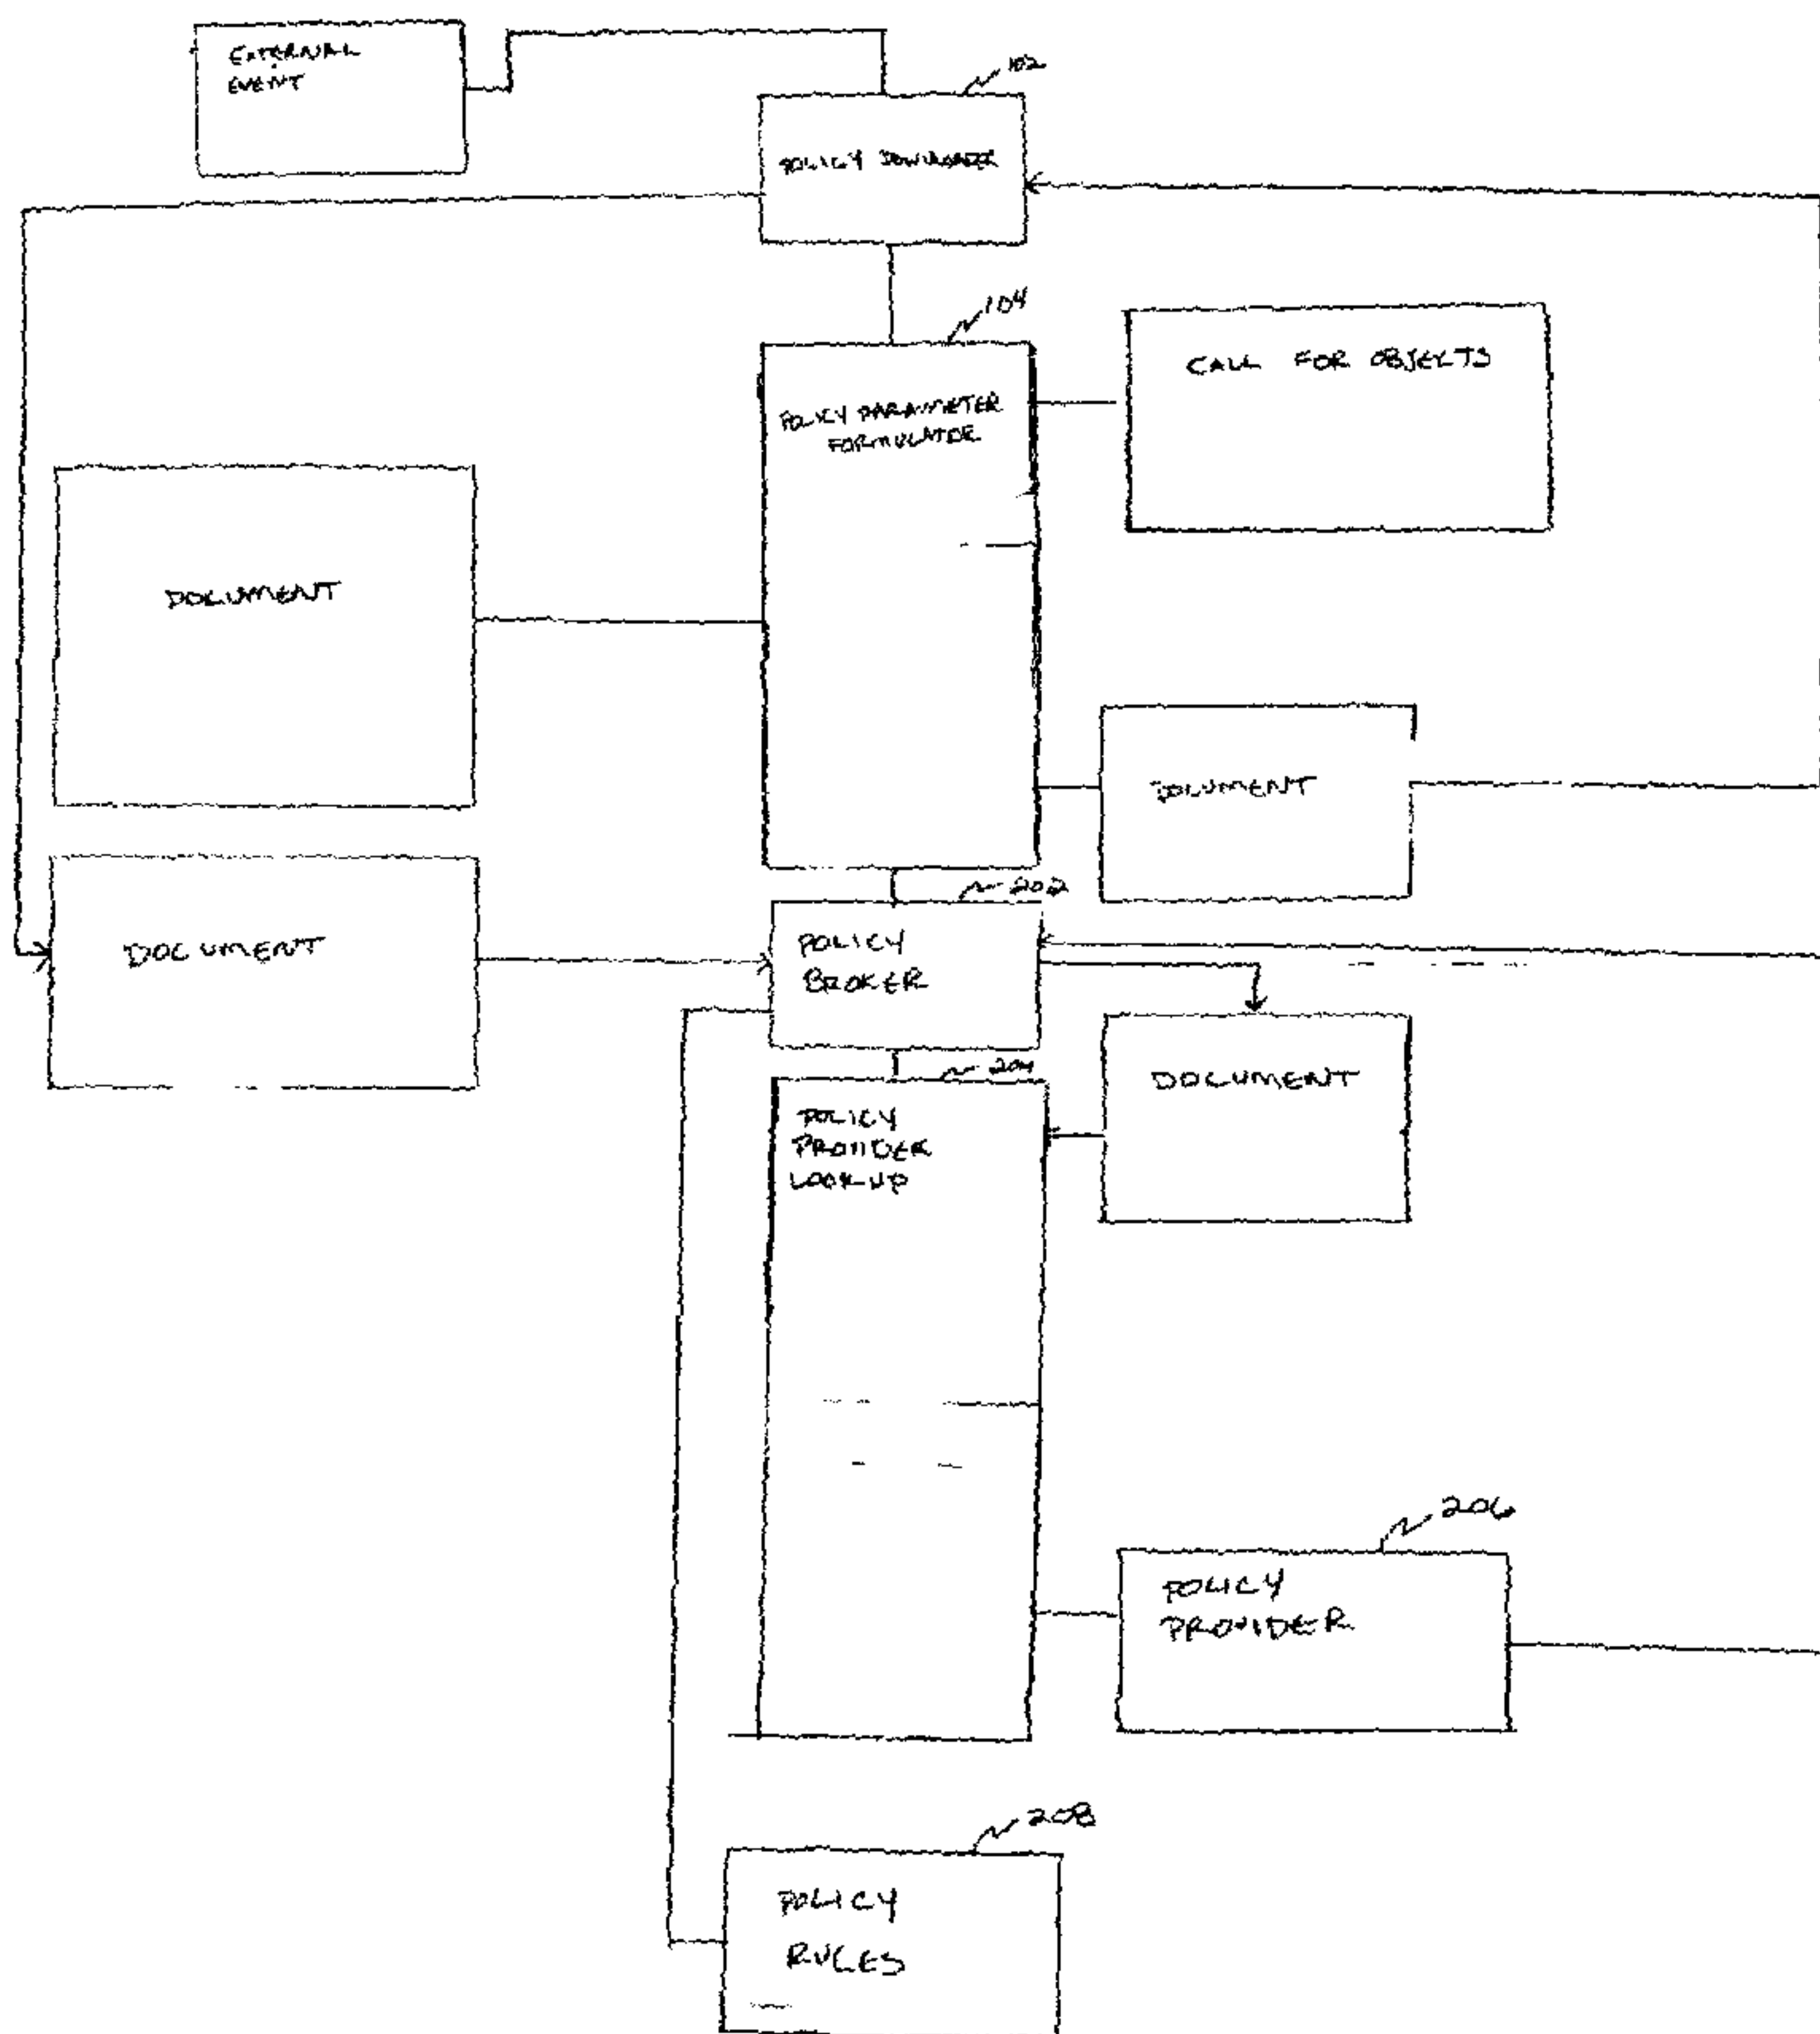 EXTERNAL
EVENT
102
POLICY DOWNLOADER
104
CALL FOR OBJECTS
POLICY PARAMETER
FORMULATOR
DOCUMENT
DOCUMENT
202
POLICY
BROKER
DOCUMENT
204
DOCUMENT
POLICY
PROVIDER
LOOKUP
206
POLICY
PROVIDER
208
POLICY
RULES